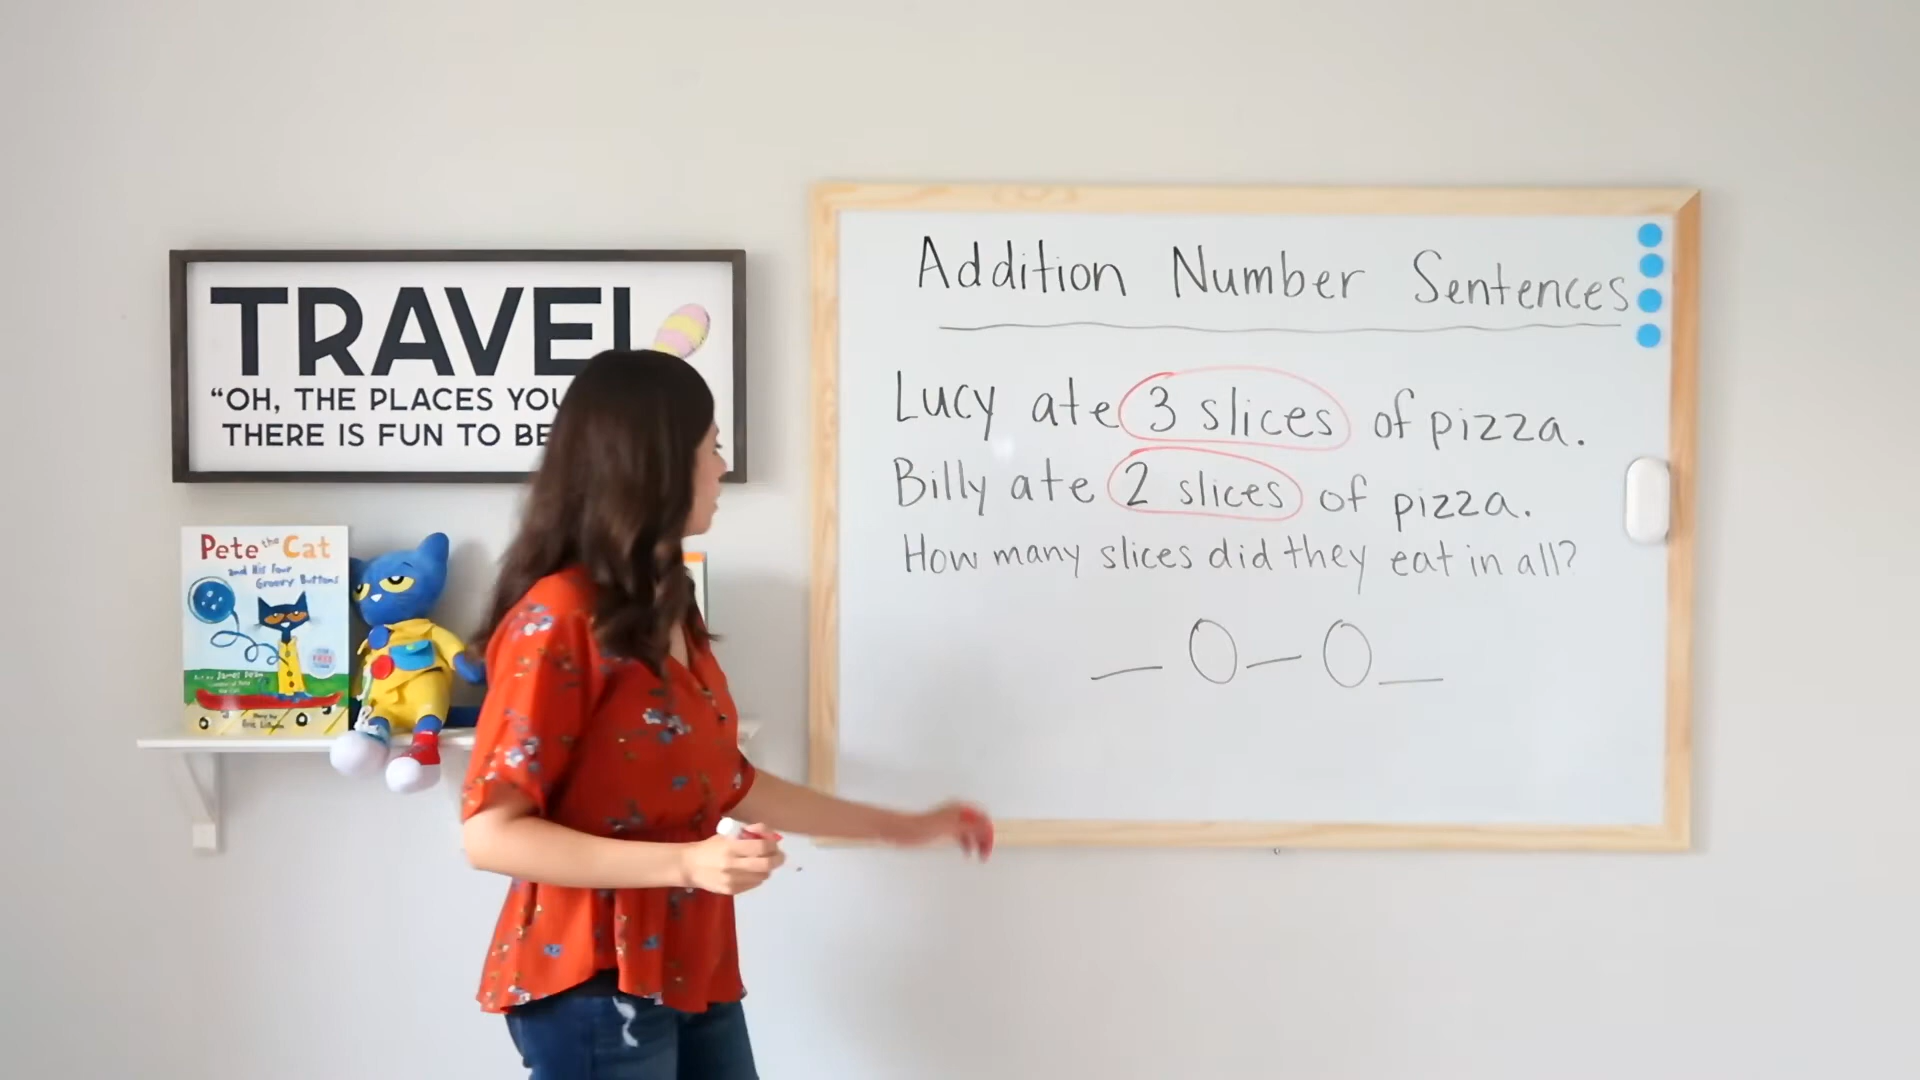 TRAVEL
“OH, THE PLACES YOU
THERE IS FUN TO BE
Pete the Cat
and His Four
Groovy Buttons
Addition Number Sentences
Lucy ate 3 slices of pizza.
Billy ate 2 slices of pizza.
How many slices did they eat in all?